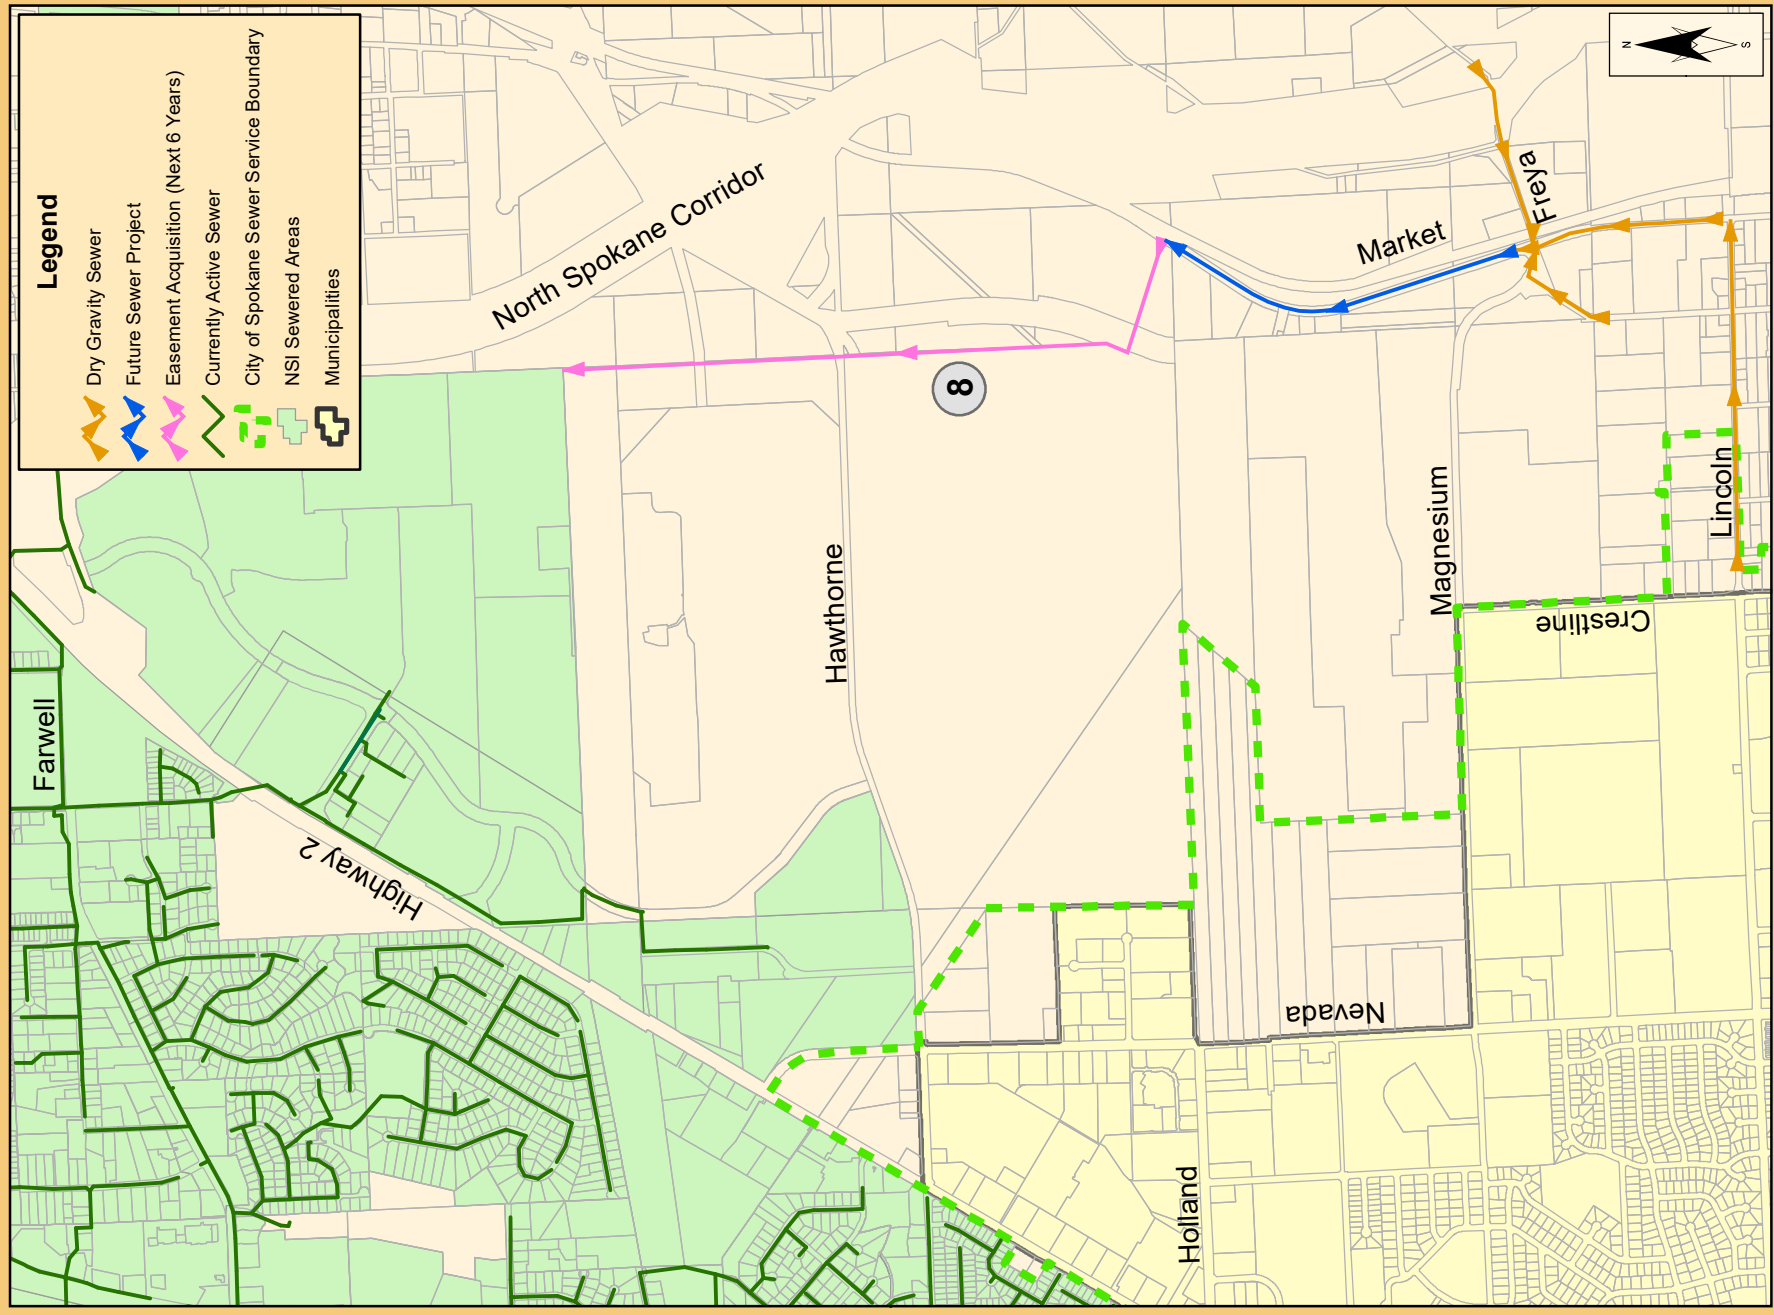 Legend
Dry Gravity Sewer
Future Sewer Project
Easement Acquisition (Next 6 Years)
Currently Active Sewer
City of Spokane Sewer Service Boundary
NSI Sewered Areas
Municipalities
N
S
North Spokane Corridor
Freya
Market
8
Farwell
Hawthorne
Magnesium
Lincoln
Crestline
Highway 2
Nevada
Holland